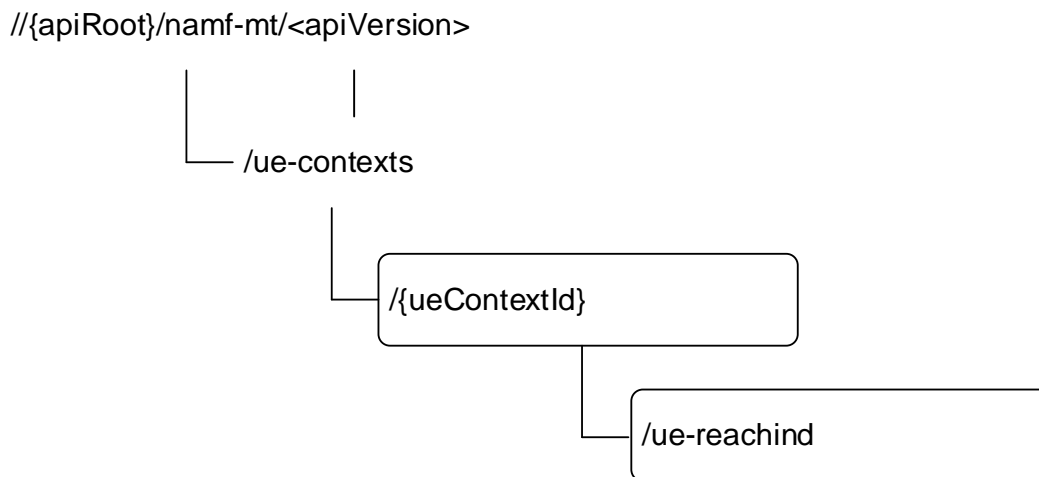 //{apiRoot}/namf-mt/<apiVersion>
/ue-contexts
/{ueContextId}
/ue-reachind